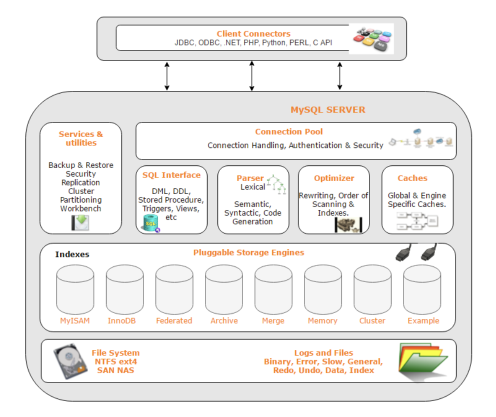 Client Connectors
JDBC, ODBC, .NET, PHP, Python, PERL, C API
MySQL SERVER
Services &
utilities
Backup & Restore
Security
Replication
Cluster
Partitioning
Workbench
Connection Pool
Connection Handling, Authentication & Security
SQL Interface
DML, DDL,
Stored Procedure,
Triggers, Views,
etc
Parser
Lexical
Semantic,
Syntactic, Code
Generation
Optimizer
Rewriting, Order of
Scanning &
Indexes.
Caches
Global & Engine
Specific Caches.
Indexes
Pluggable Storage Engines
MyISAM
InnoDB
Federated
Archive
Merge
Memory
Cluster
Example
File System
NTFS ext4
SAN NAS
Logs and Files
Binary, Error, Slow, General,
Redo, Undo, Data, Index